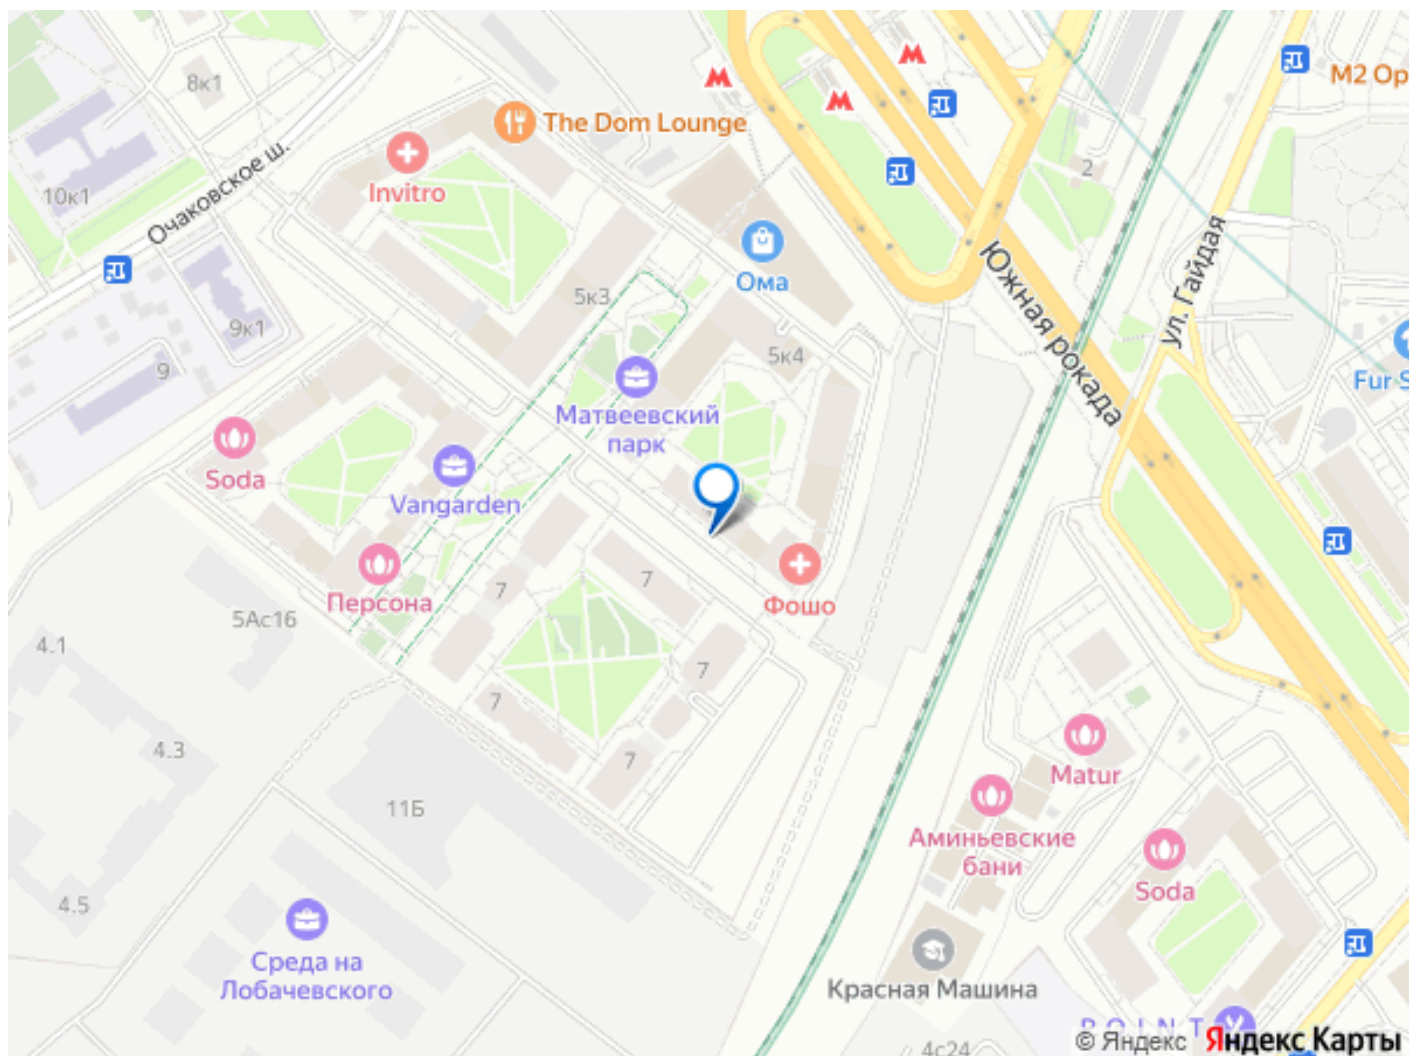 8к1
The Dom Lounge
M2 Op
10к1
Очаковское ш.
Invitro
2
Ома
Южная рокада
ул. Гайдая
5к3
9к1
9
5к4
Fur S
Матвеевский
парк
Soda
Vangarden
7
7
Фошо
Персона
5Ас16
4.1
7
7
7
4.3
11Б
Matur
Аминьевские
бани
Soda
4.5
Среда на
Лобачевского
Красная Машина
POINT
4с24
© Яндекс Яндекс Карты